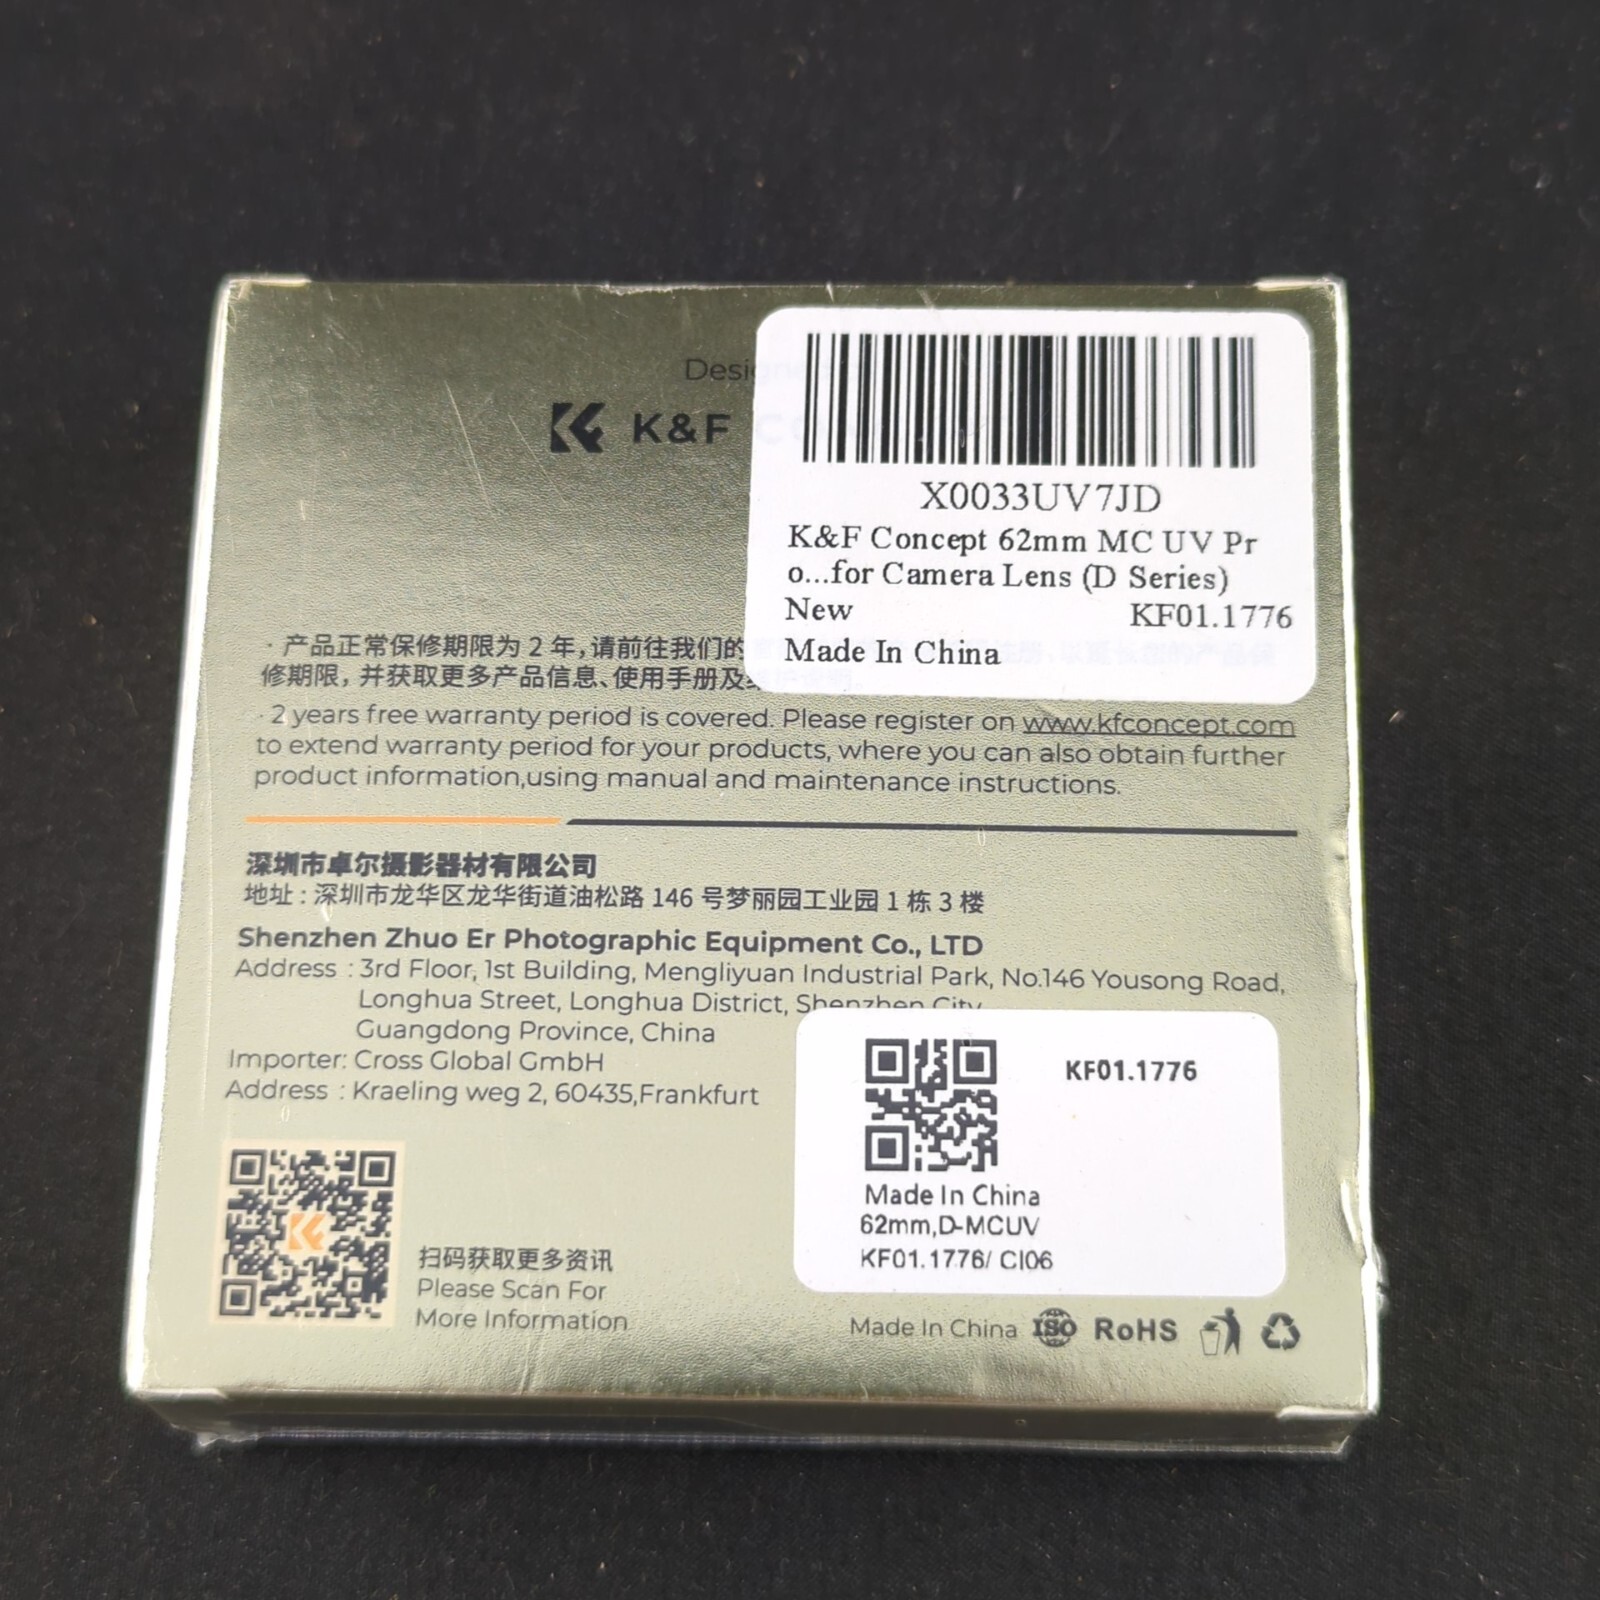 K&F
X0033UV7JD
K&F Concept 62mm MC UV Pr
o...for Camera Lens (D Series)
New KF01.1776
Made In China
· 产品正常保修期限为 2 年,请前往我们的
修期限, 并获取更多产品信息、使用手册及
· 2 years free warranty period is covered. Please register on www.kfconcept.com
to extend warranty period for your products, where you can also obtain further
product information,using manual and maintenance instructions.
深圳市卓尔摄影器材有限公司
地址 : 深圳市龙华区龙华街道油松路 146 号梦丽园工业园 1 栋 3 楼
Shenzhen Zhuo Er Photographic Equipment Co., LTD
Address : 3rd Floor, 1st Building, Mengliyuan Industrial Park, No.146 Yousong Road,
Longhua Street, Longhua District, Shenzhen City
Guangdong Province, China
Importer: Cross Global GmbH
Address : Kraeling weg 2, 60435,Frankfurt
KF01.1776
Made In China
62mm,D-MCUV
KF01.1776/ CI06
扫码获取更多资讯
Please Scan For
More Information
Made In China ISO RoHS